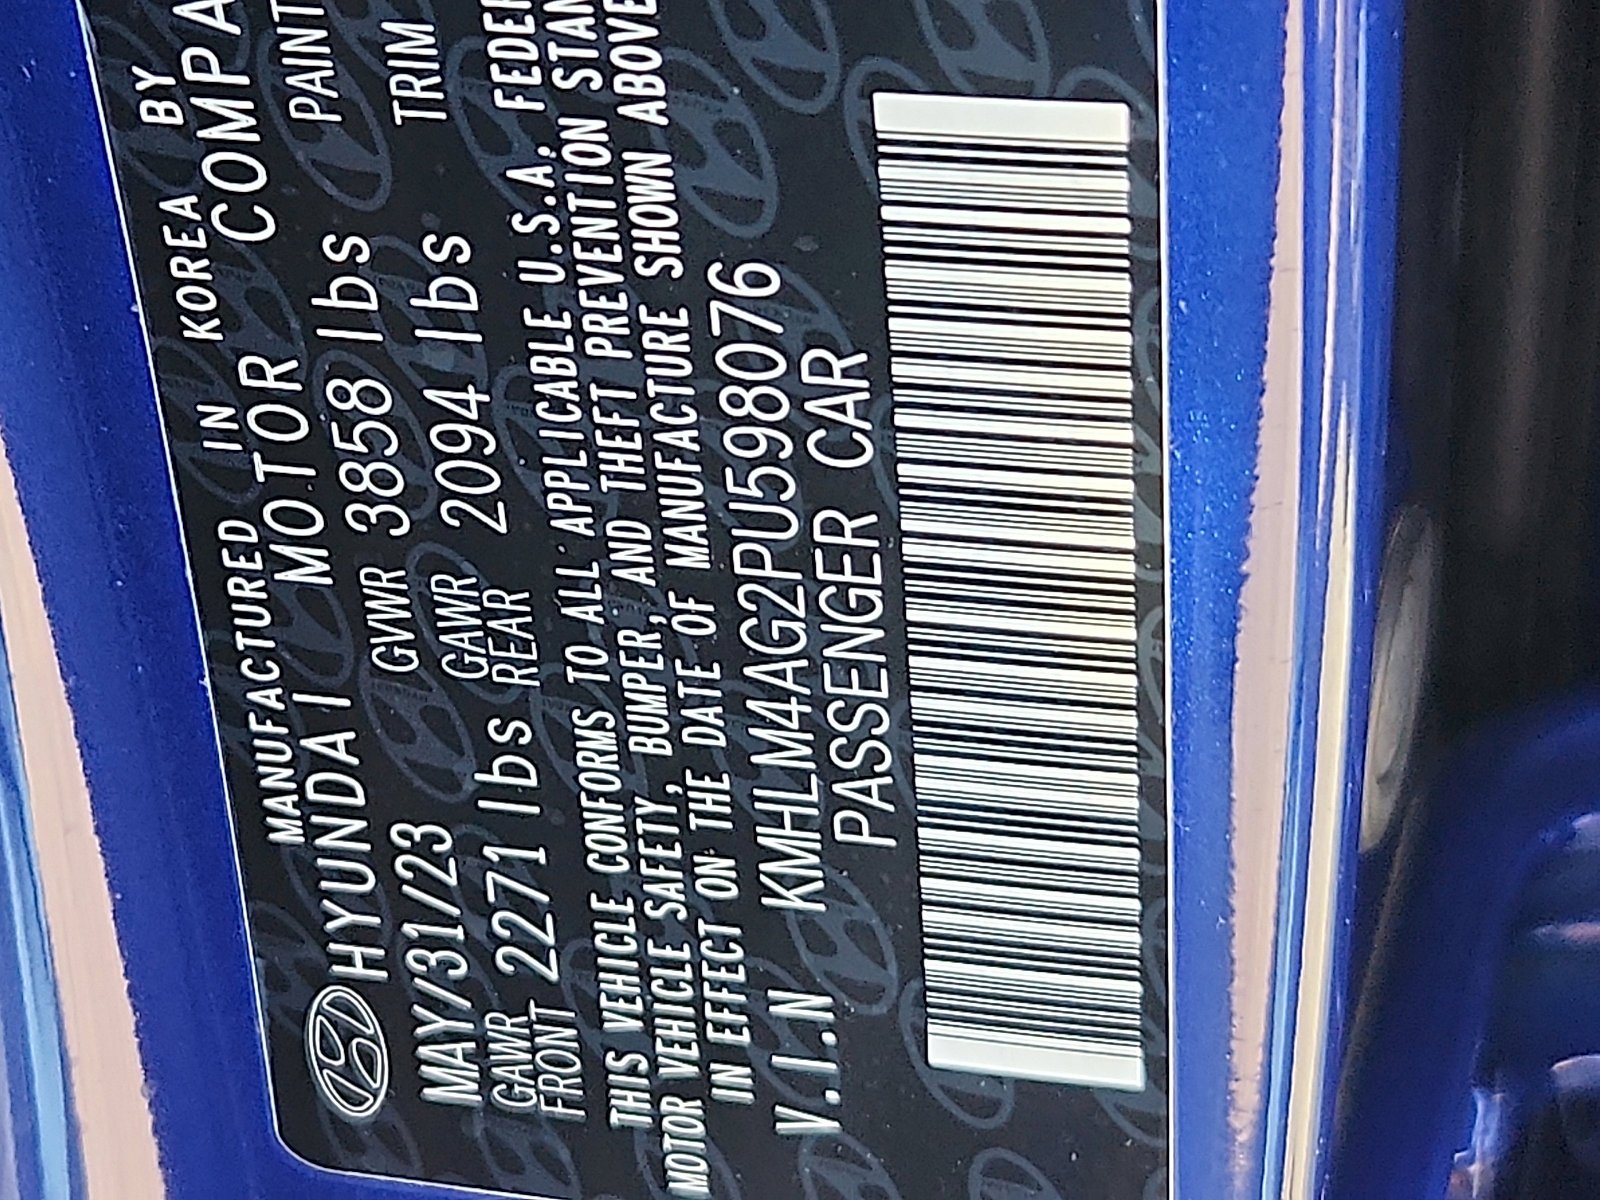 MANUFACTURED IN KOREA BY
HYUNDAI MOTOR COMPA
MAY/31/23 GVWR 3858 lbs PAINT
GAWR FRONT 2271 lbs GAWR REAR 2094 lbs TRIM
THIS VEHICLE CONFORMS TO ALL APPLICABLE U.S.A. FEDER
MOTOR VEHICLE SAFETY, BUMPER, AND THEFT PREVENTION STAN
IN EFFECT ON THE DATE OF MANUFACTURE SHOWN ABOVE
V.I.N KMHLM4AG2PU598076
PASSENGER CAR